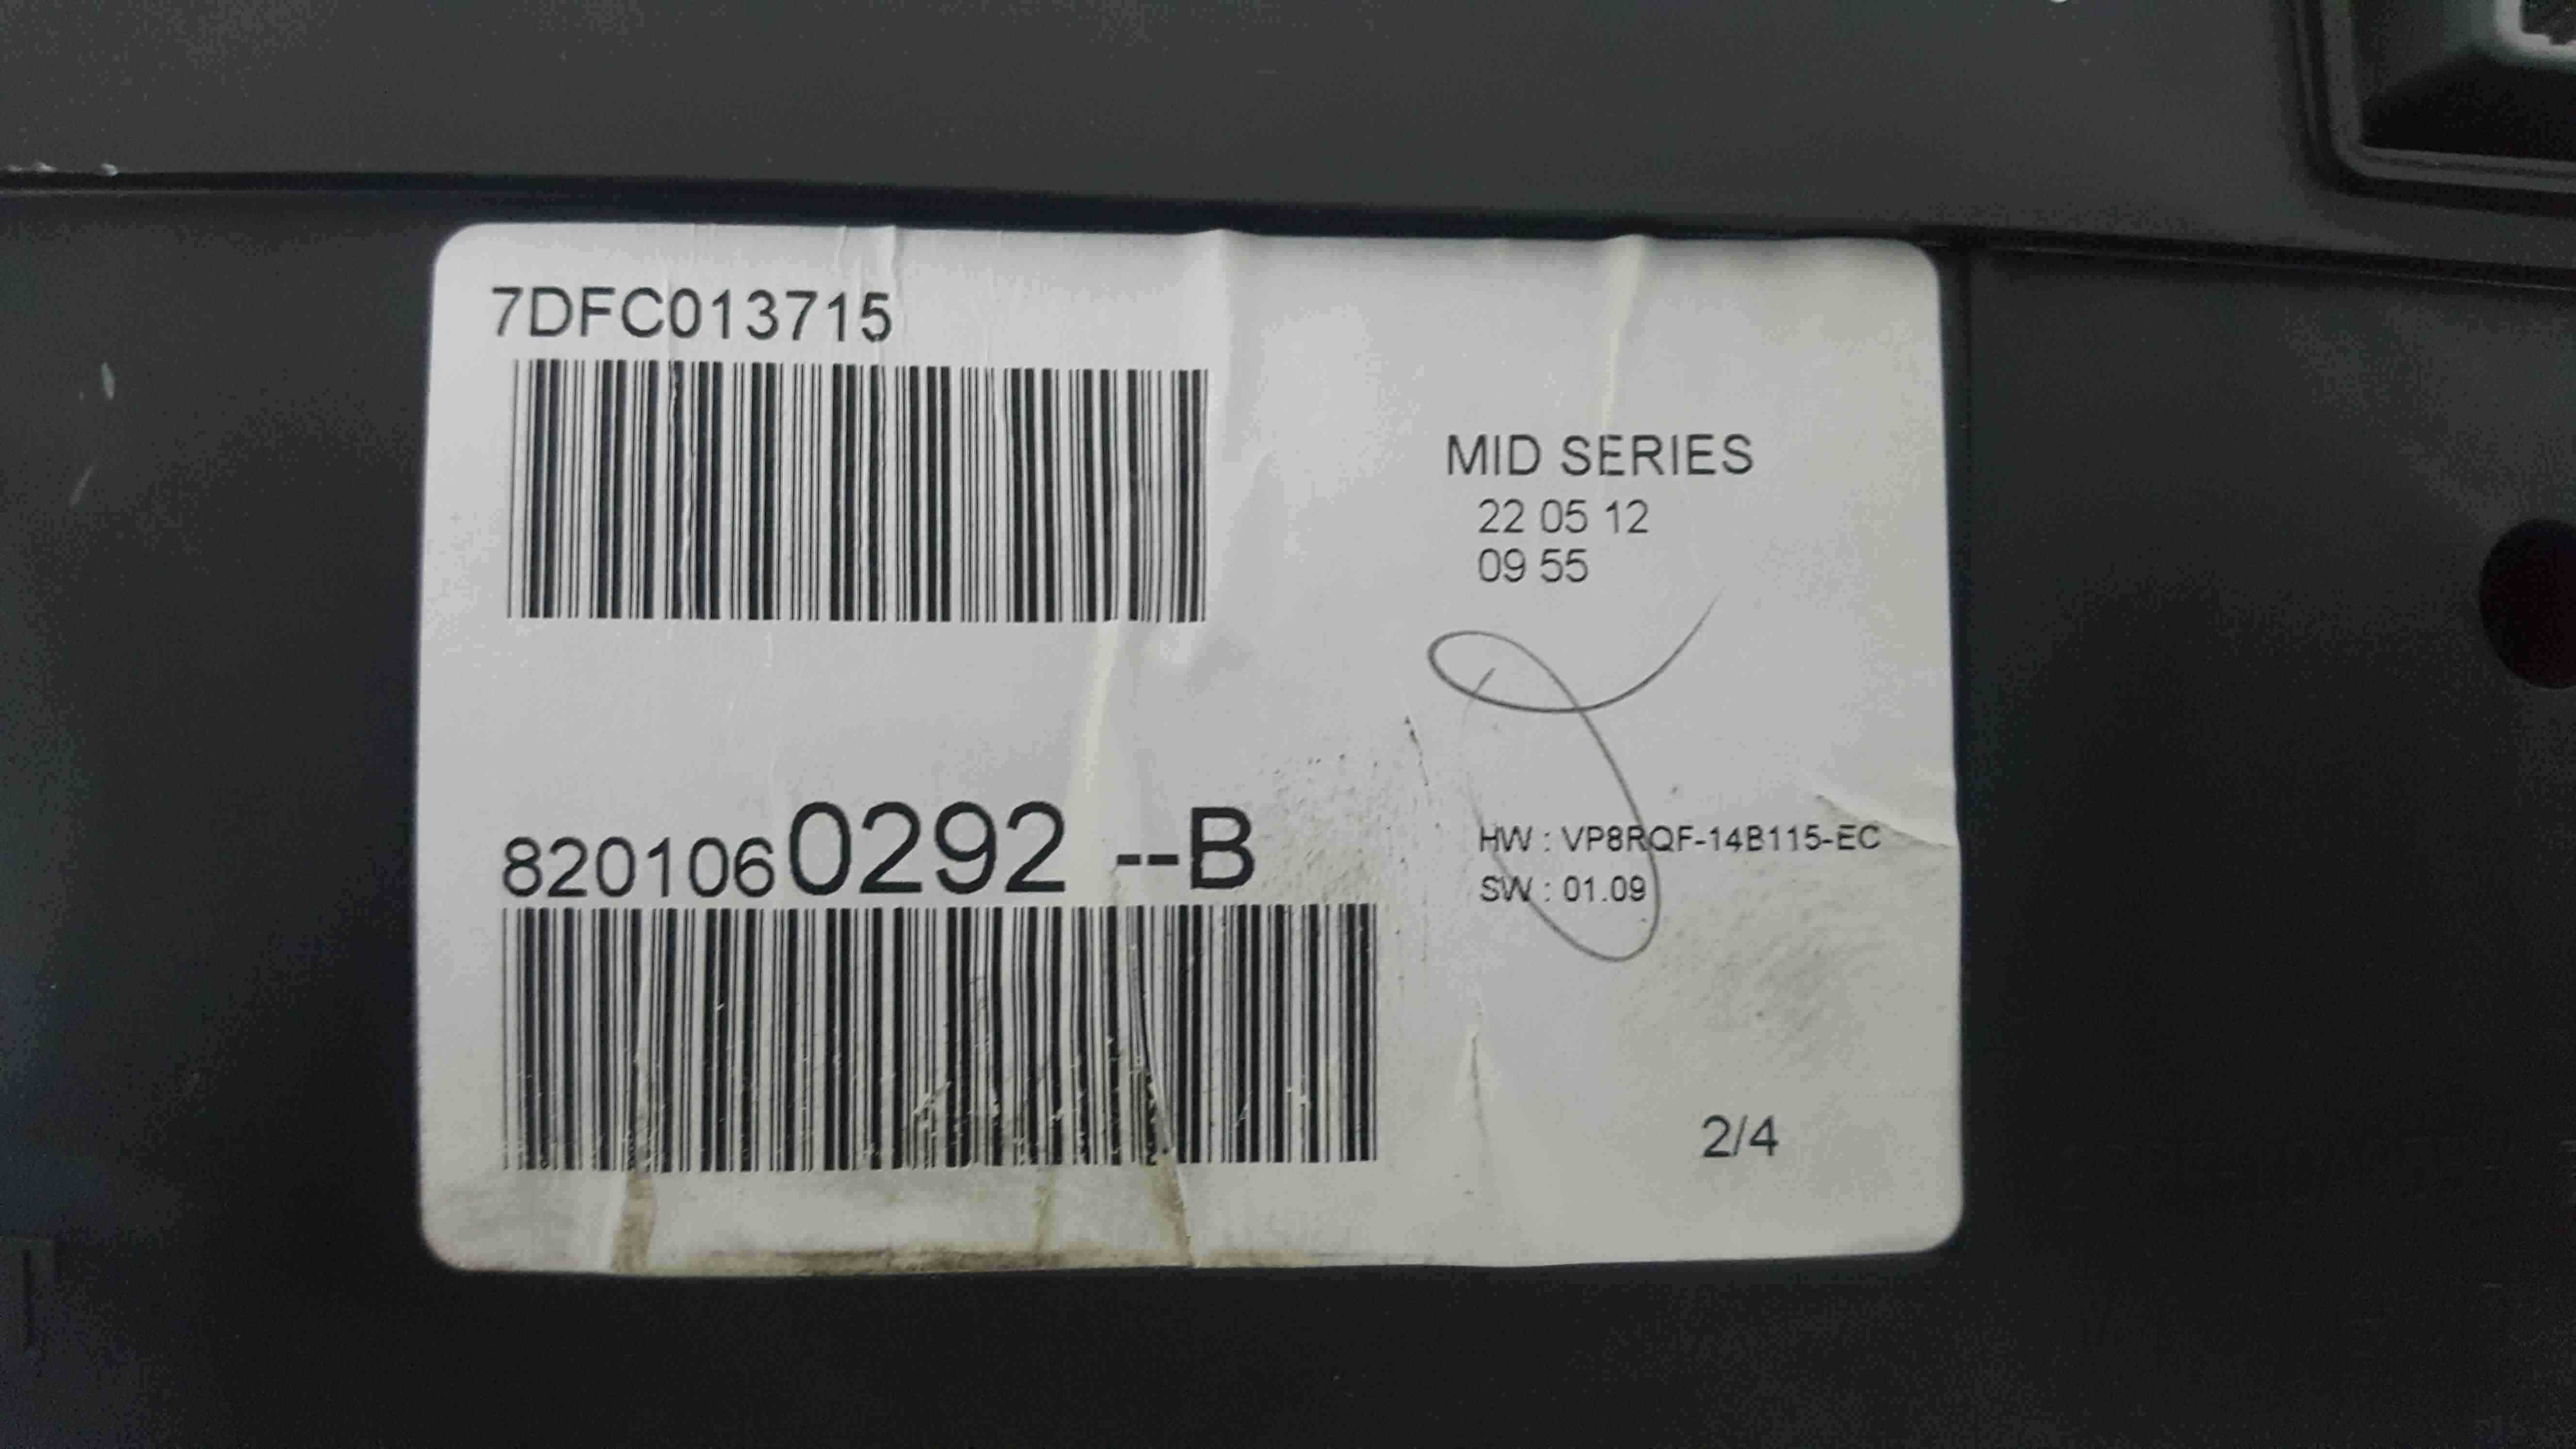 7DFC013715
MID SERIES
22 05 12
09 55
8201060292 --B
HW : VP8RQF-14B115-EC
SW : 01.09
2/4